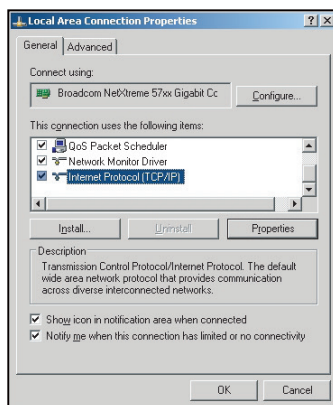 Local Area Connection Properties
General
Advanced
Connect using:
Broadcom NetXtreme 57xx Gigabit Cc
Configure...
This connection uses the following items:
QoS Packet Scheduler
Network Monitor Driver
Internet Protocol (TCP/IP)
Install...
Uninstall
Properties
Description
Transmission Control Protocol/Internet Protocol. The default
wide area network protocol that provides communication
across diverse interconnected networks.
Show icon in notification area when connected
Notify me when this connection has limited or no connectivity
OK
Cancel